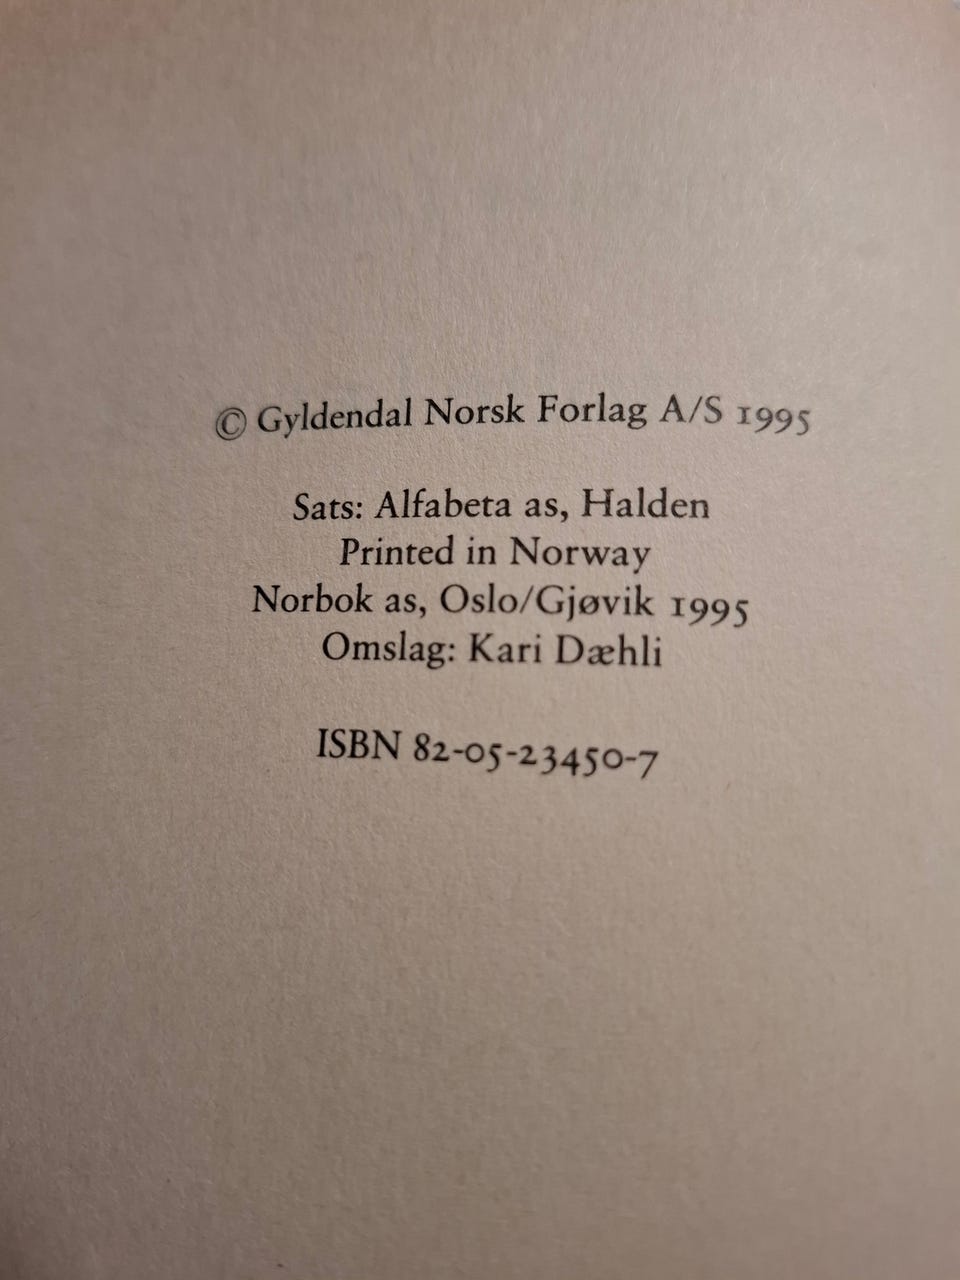 © Gyldendal Norsk Forlag A/S 1995
Sats: Alfabeta as, Halden
Printed in Norway
Norbok as, Oslo/Gjøvik 1995
Omslag: Kari Dæhli
ISBN 82-05-23450-7